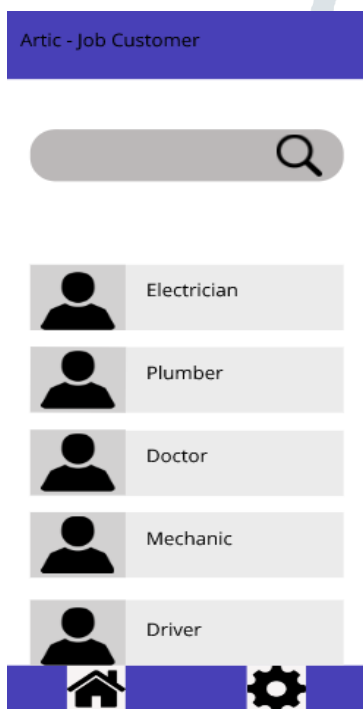 Artic - Job Customer
Electrician
Plumber
Doctor
Mechanic
Driver